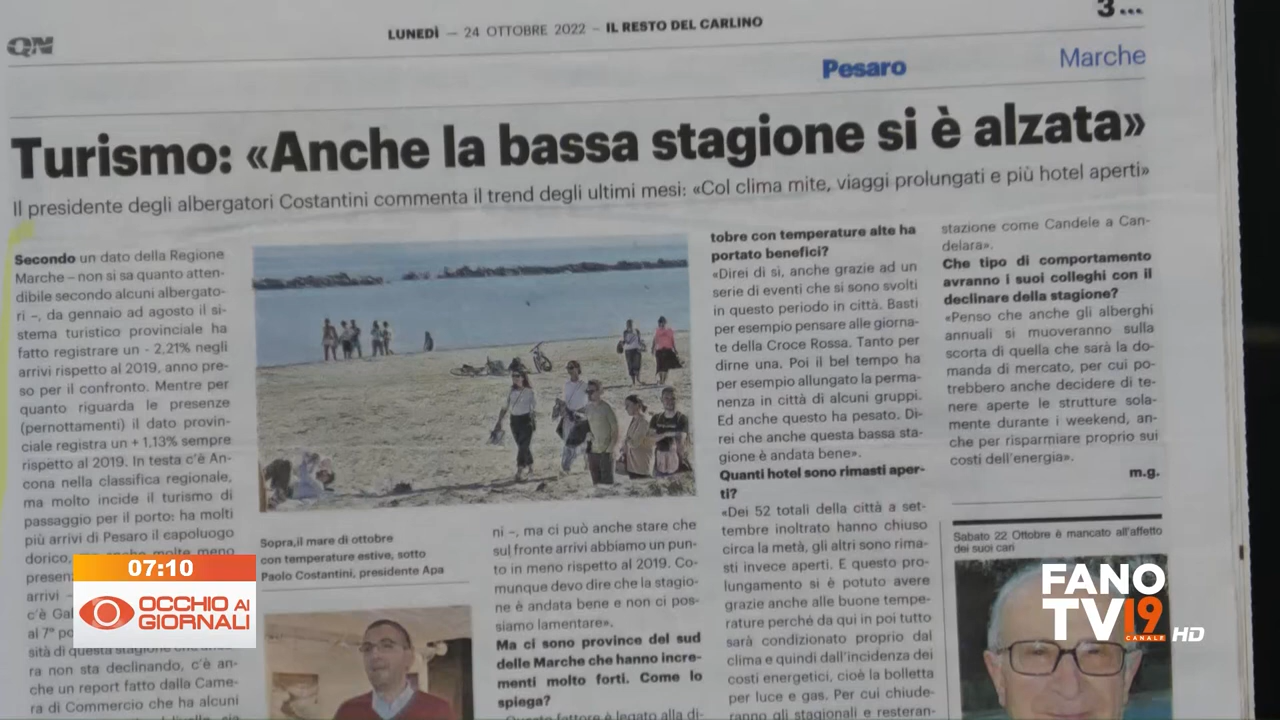 QN
LUNEDÌ — 24 OTTOBRE 2022 – IL RESTO DEL CARLINO
3...
Pesaro
Marche
Turismo: «Anche la bassa stagione si è alzata»
Il presidente degli albergatori Costantini commenta il trend degli ultimi mesi: «Col clima mite, viaggi prolungati e più hotel aperti»
Secondo un dato della Regione
Marche – non si sa quanto atten-
dibile secondo alcuni albergato-
ri –, da gennaio ad agosto il si-
stema turistico provinciale ha
fatto registrare un - 2,21% negli
arrivi rispetto al 2019, anno pre-
so per il confronto. Mentre per
quanto riguarda le presenze
(pernottamenti) il dato provin-
ciale registra un + 1,13% sempre
rispetto al 2019. In testa c'è An-
cona nella classifica regionale,
ma molto incide il turismo di
passaggio per il porto: ha molti
più arrivi di Pesaro il capoluogo
dorico, ma anche molte meno
presen
arrivi –
c'è Ga
al 7° po
sità di questa stagione
ra non sta declinando, c'è an-
che un report fatto dalla Came-
ra di Commercio che ha alcuni
Sopra,il mare di ottobre
con temperature estive, sotto
Paolo Costantini, presidente Apa
ni –, ma ci può anche stare che
sul fronte arrivi abbiamo un pun-
to in meno rispetto al 2019. Co-
munque devo dire che la stagio-
ne è andata bene e non ci pos-
siamo lamentare».
Ma ci sono province del sud
delle Marche che hanno incre-
menti molto forti. Come lo
spiega?
«Questo fattore è legato alla di-
tobre con temperature alte ha
portato benefici?
«Direi di sì, anche grazie ad un
serie di eventi che si sono svolti
in questo periodo in città. Basti
per esempio pensare alle giorna-
te della Croce Rossa. Tanto per
dirne una. Poi il bel tempo ha
per esempio allungato la perma-
nenza in città di alcuni gruppi.
Ed anche questo ha pesato. Di-
rei che anche questa bassa sta-
gione è andata bene».
Quanti hotel sono rimasti aper-
ti?
«Dei 52 totali della città a set-
tembre inoltrato hanno chiuso
circa la metà, gli altri sono rima-
sti invece aperti. E questo pro-
lungamento si è potuto avere
grazie anche alle buone tempe-
rature perché da qui in poi tutto
sarà condizionato proprio dal
clima e quindi dall'incidenza dei
costi energetici, cioè la bolletta
per luce e gas. Per cui chiude-
ranno gli stagionali e resteran-
stazione come Candele a Can-
delara».
Che tipo di comportamento
avranno i suoi colleghi con il
declinare della stagione?
«Penso che anche gli alberghi
annuali si muoveranno sulla
scorta di quella che sarà la do-
manda di mercato, per cui po-
trebbero anche decidere di te-
nere aperte le strutture sola-
mente durante i weekend, an-
che per risparmiare proprio sui
costi dell'energia».
m.g.
Sabato 22 Ottobre è mancato all'affetto
dei suoi cari
07:10
OCCHIO AI
GIORNALI
FANO
TV19
CANALE
HD